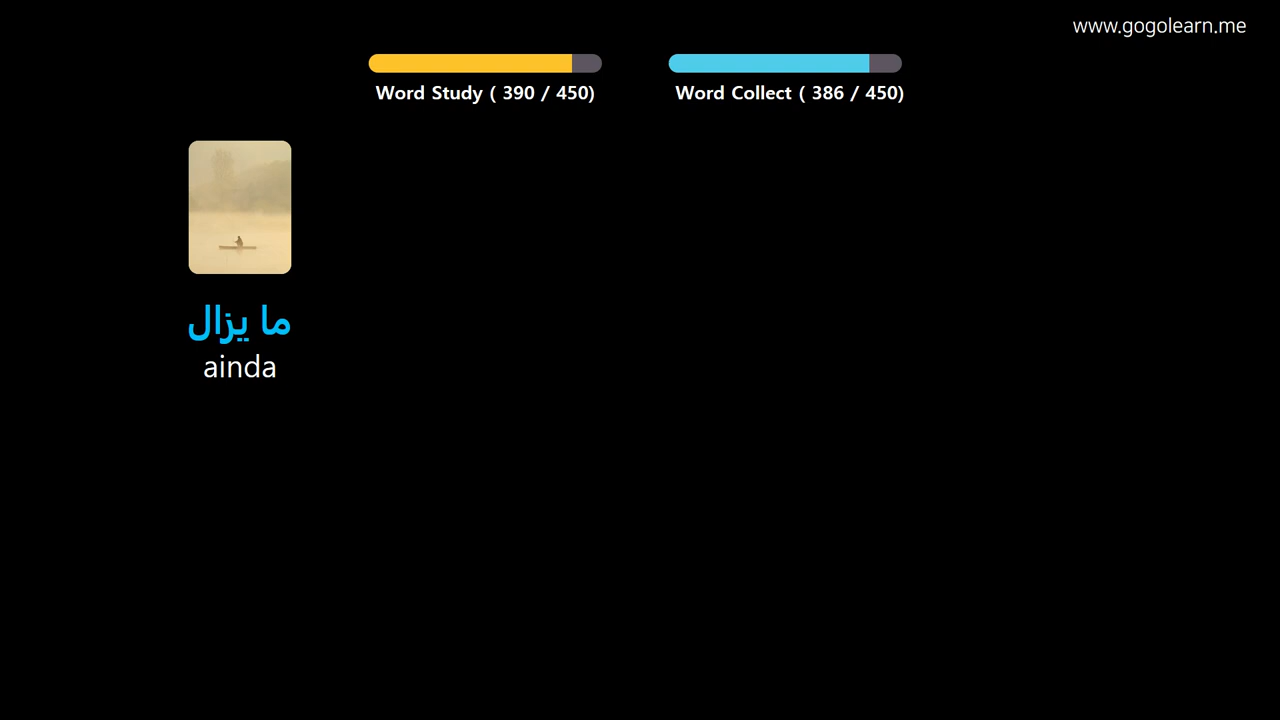 www.gogolearn.me
Word Study ( 390 / 450)
Word Collect ( 386 / 450)
ما يزال
ainda